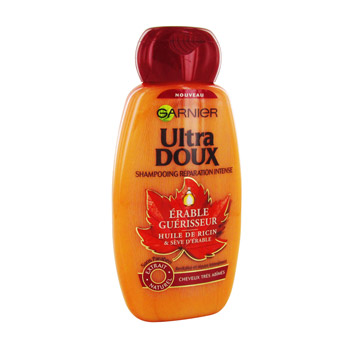 NOUVEAU
GARNIER
Ultra
DOUX
SHAMPOOING RÉPARATION INTENSE
ÉRABLE
GUÉRISSEUR
HUILE DE RICIN
& SÈVE D'ÉRABLE
EXTRAIT
NATUREL
CHEVEUX TRÈS ABÎMÉS